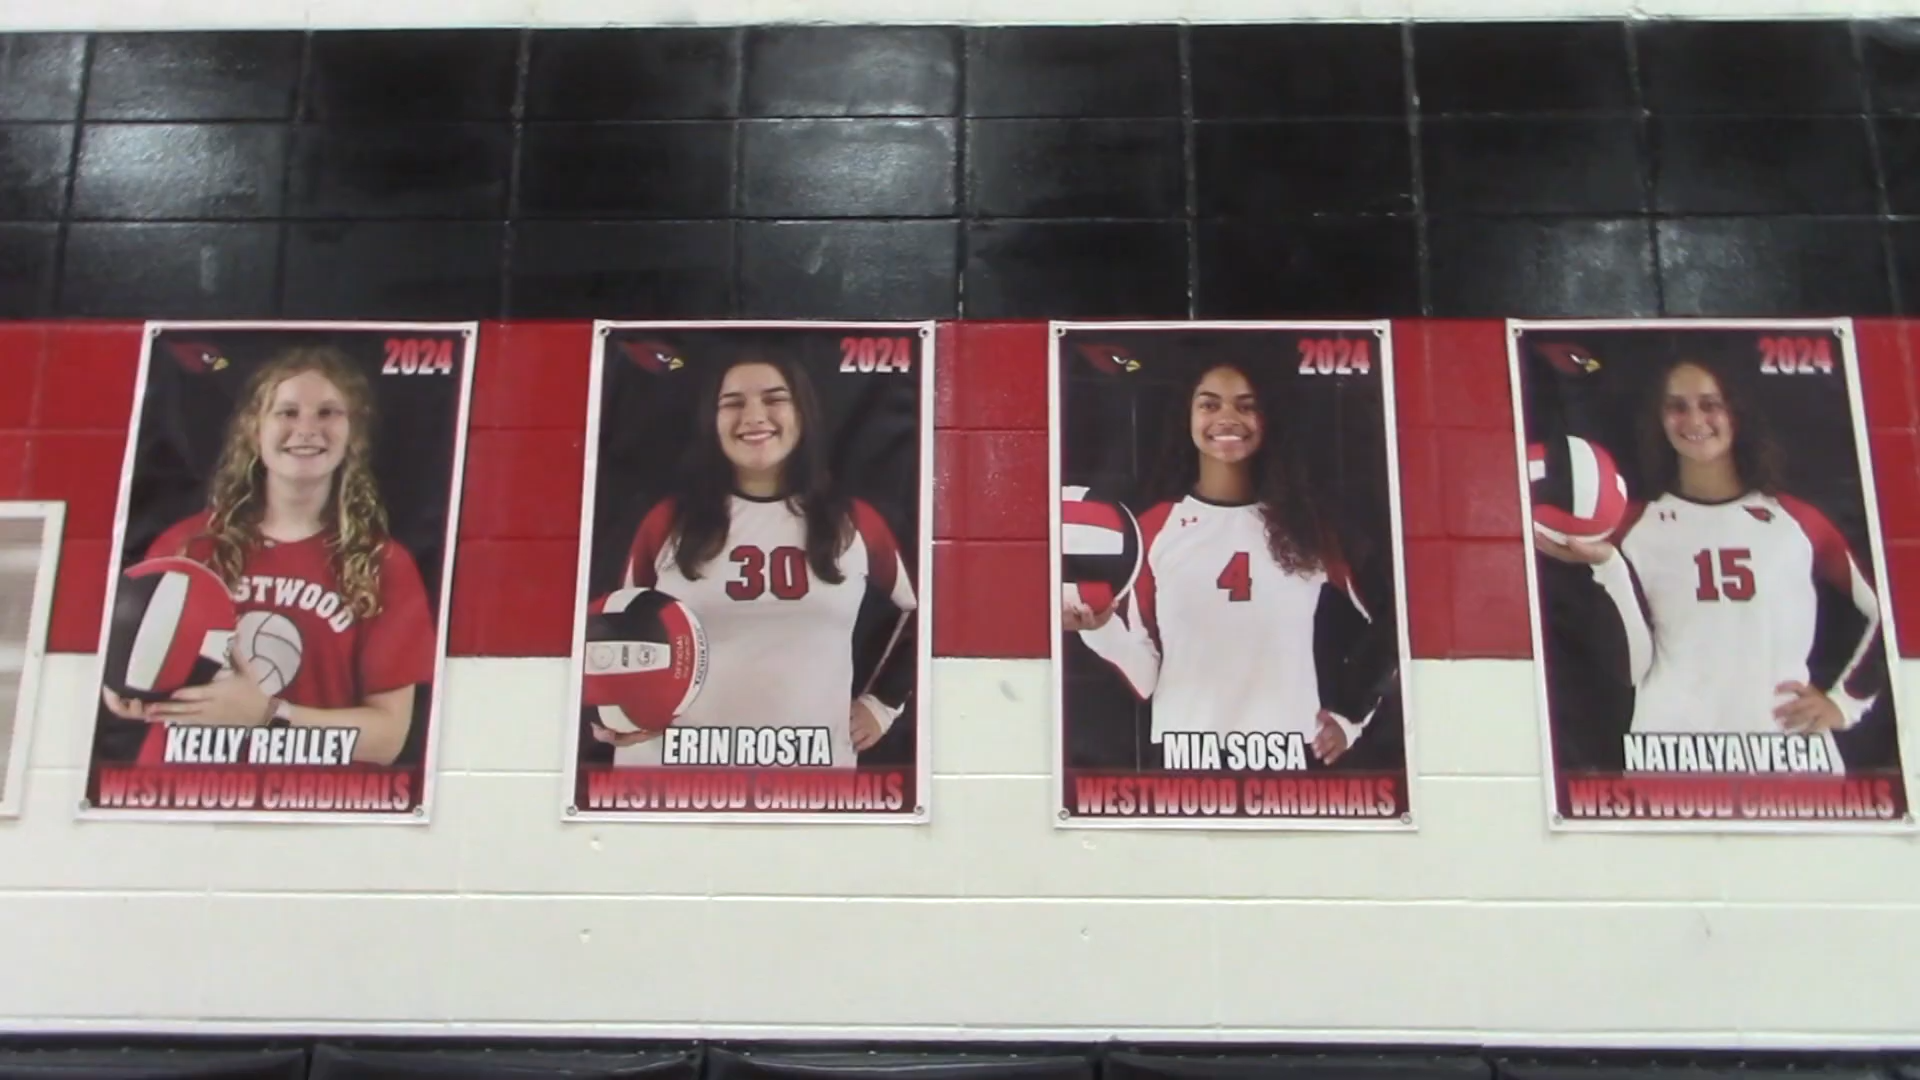 2024
STWOOD
KELLY REILLEY
WESTWOOD CARDINALS
2024
30
OFFICIAL
ERIN ROSTA
WESTWOOD CARDINALS
2024
4
MIA SOSA
WESTWOOD CARDINALS
2024
15
NATALYA VEGA
WESTWOOD CARDINALS